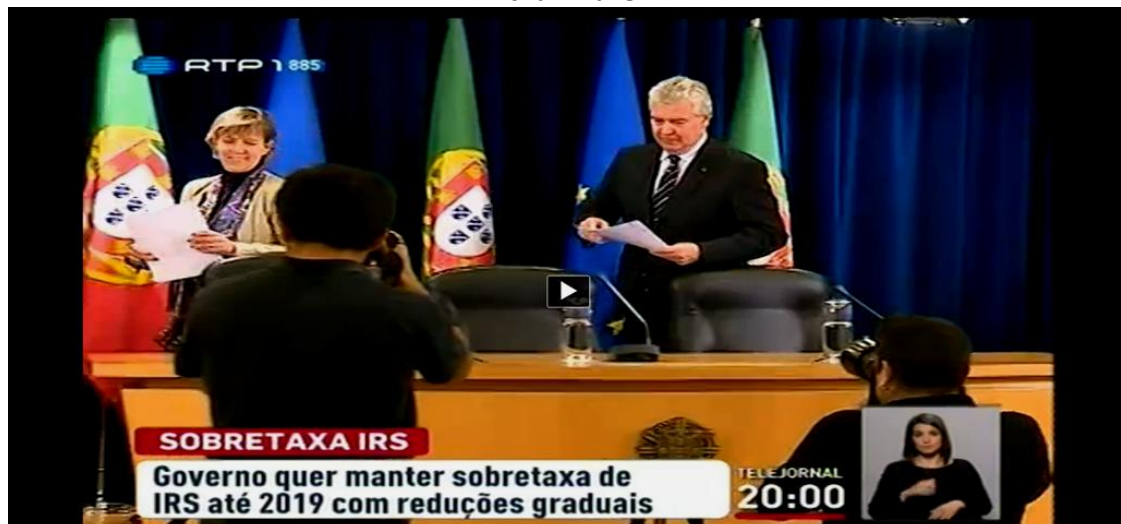 RTP 1 885
SOBRETAXA IRS
Governo quer manter sobretaxa de
IRS até 2019 com reduções graduais
TELEJORNAL
20:00